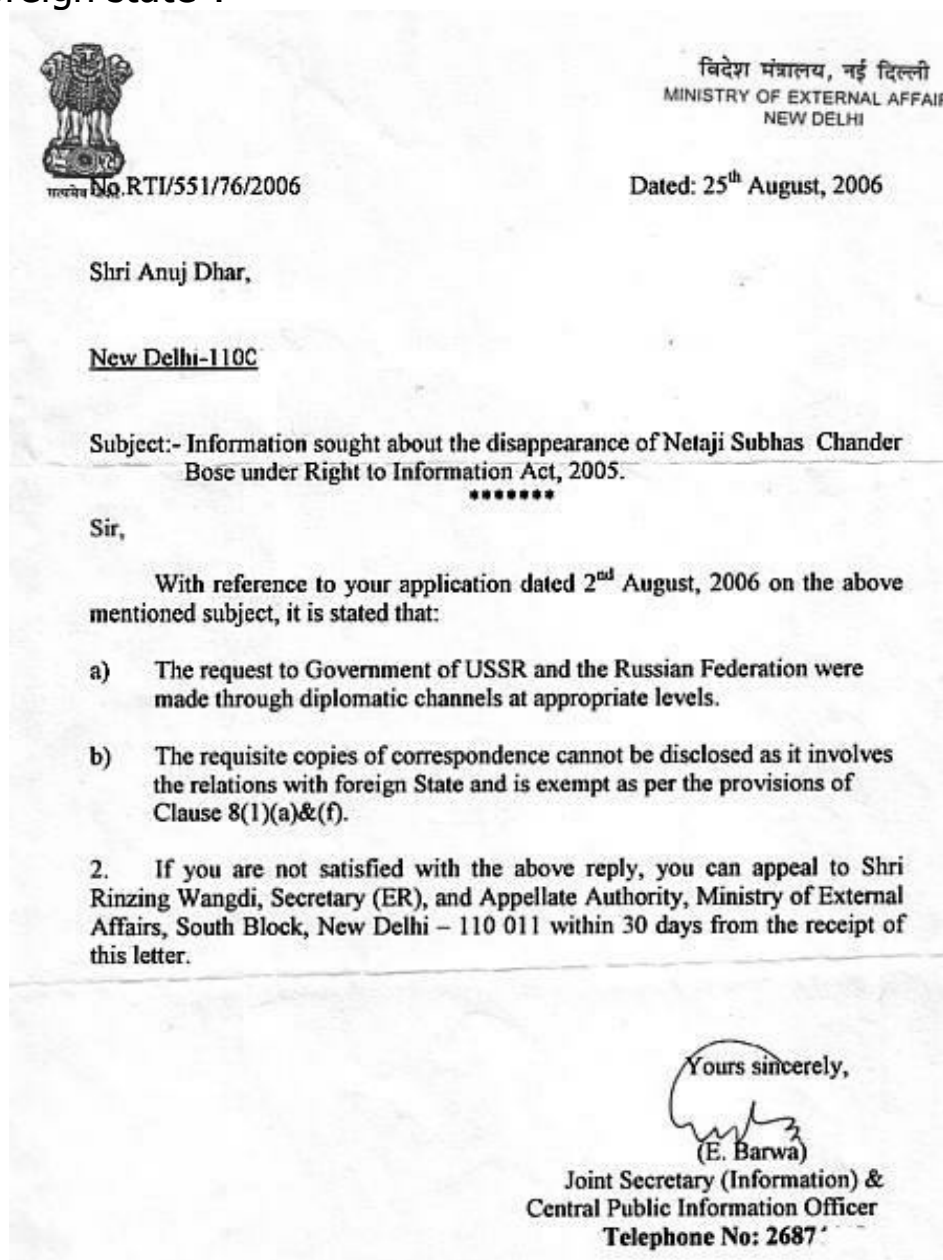 foreign state".
विदेश मंत्रालय, नई दिल्ली
MINISTRY OF EXTERNAL AFFAIR
NEW DELHI
सत्यमेव
No.RTI/551/76/2006
Dated: 25th August, 2006
Shri Anuj Dhar,
New Delhi-110C
Subject:- Information sought about the disappearance of Netaji Subhas Chander
Bose under Right to Information Act, 2005.
*******
Sir,
With reference to your application dated 2nd August, 2006 on the above
mentioned subject, it is stated that:
a) The request to Government of USSR and the Russian Federation were
made through diplomatic channels at appropriate levels.
b) The requisite copies of correspondence cannot be disclosed as it involves
the relations with foreign State and is exempt as per the provisions of
Clause 8(1)(a)&(f).
2. If you are not satisfied with the above reply, you can appeal to Shri
Rinzing Wangdi, Secretary (ER), and Appellate Authority, Ministry of External
Affairs, South Block, New Delhi – 110 011 within 30 days from the receipt of
this letter.
Yours sincerely,
(E. Barwa)
Joint Secretary (Information) &
Central Public Information Officer
Telephone No: 2687